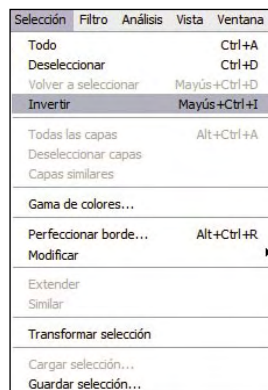 Selección Filtro Análisis Vista Ventana
Todo Ctrl+A
Deseleccionar Ctrl+D
Volver a seleccionar Mayús+Ctrl+D
Invertir Mayús+Ctrl+I
Todas las capas Alt+Ctrl+A
Deseleccionar capas
Capas similares
Gama de colores...
Perfeccionar borde... Alt+Ctrl+R
Modificar
Extender
Similar
Transformar selección
Cargar selección...
Guardar selección...